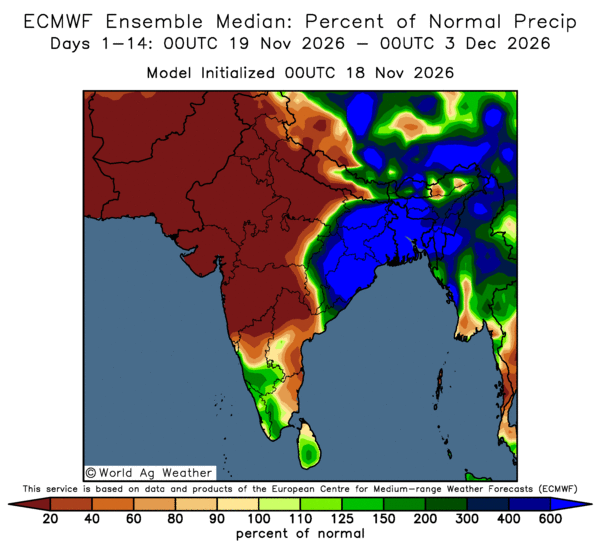 ECMWF Ensemble Median: Percent of Normal Precip
Days 1-14: 00UTC 19 Nov 2026 - 00UTC 3 Dec 2026
Model Initialized 00UTC 18 Nov 2026
© World Ag Weather
This service is based on data and products of the European Centre for Medium-range Weather Forecasts (ECMWF)
20 40 60 80 90 100 110 125 150 200 300 400 600
percent of normal